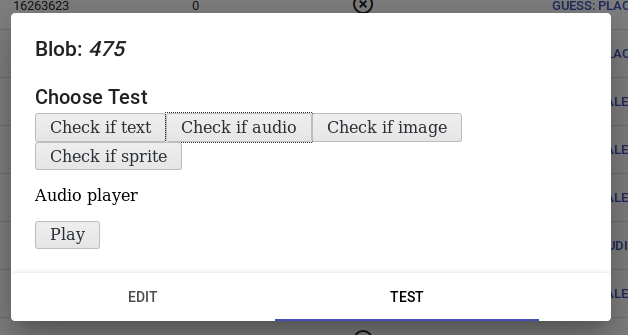 16263623 0 GUESS: PLAC
Blob: 475
Choose Test
Check if text Check if audio Check if image
Check if sprite
Audio player
Play
EDIT TEST